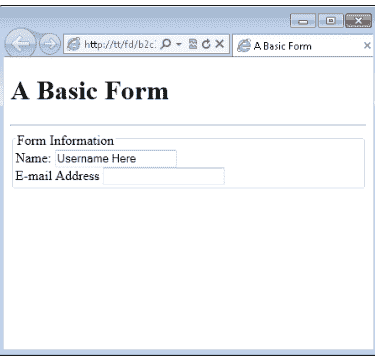 http://tt/fd/b2c
A Basic Form
A Basic Form
Form Information
Name: Username Here
E-mail Address